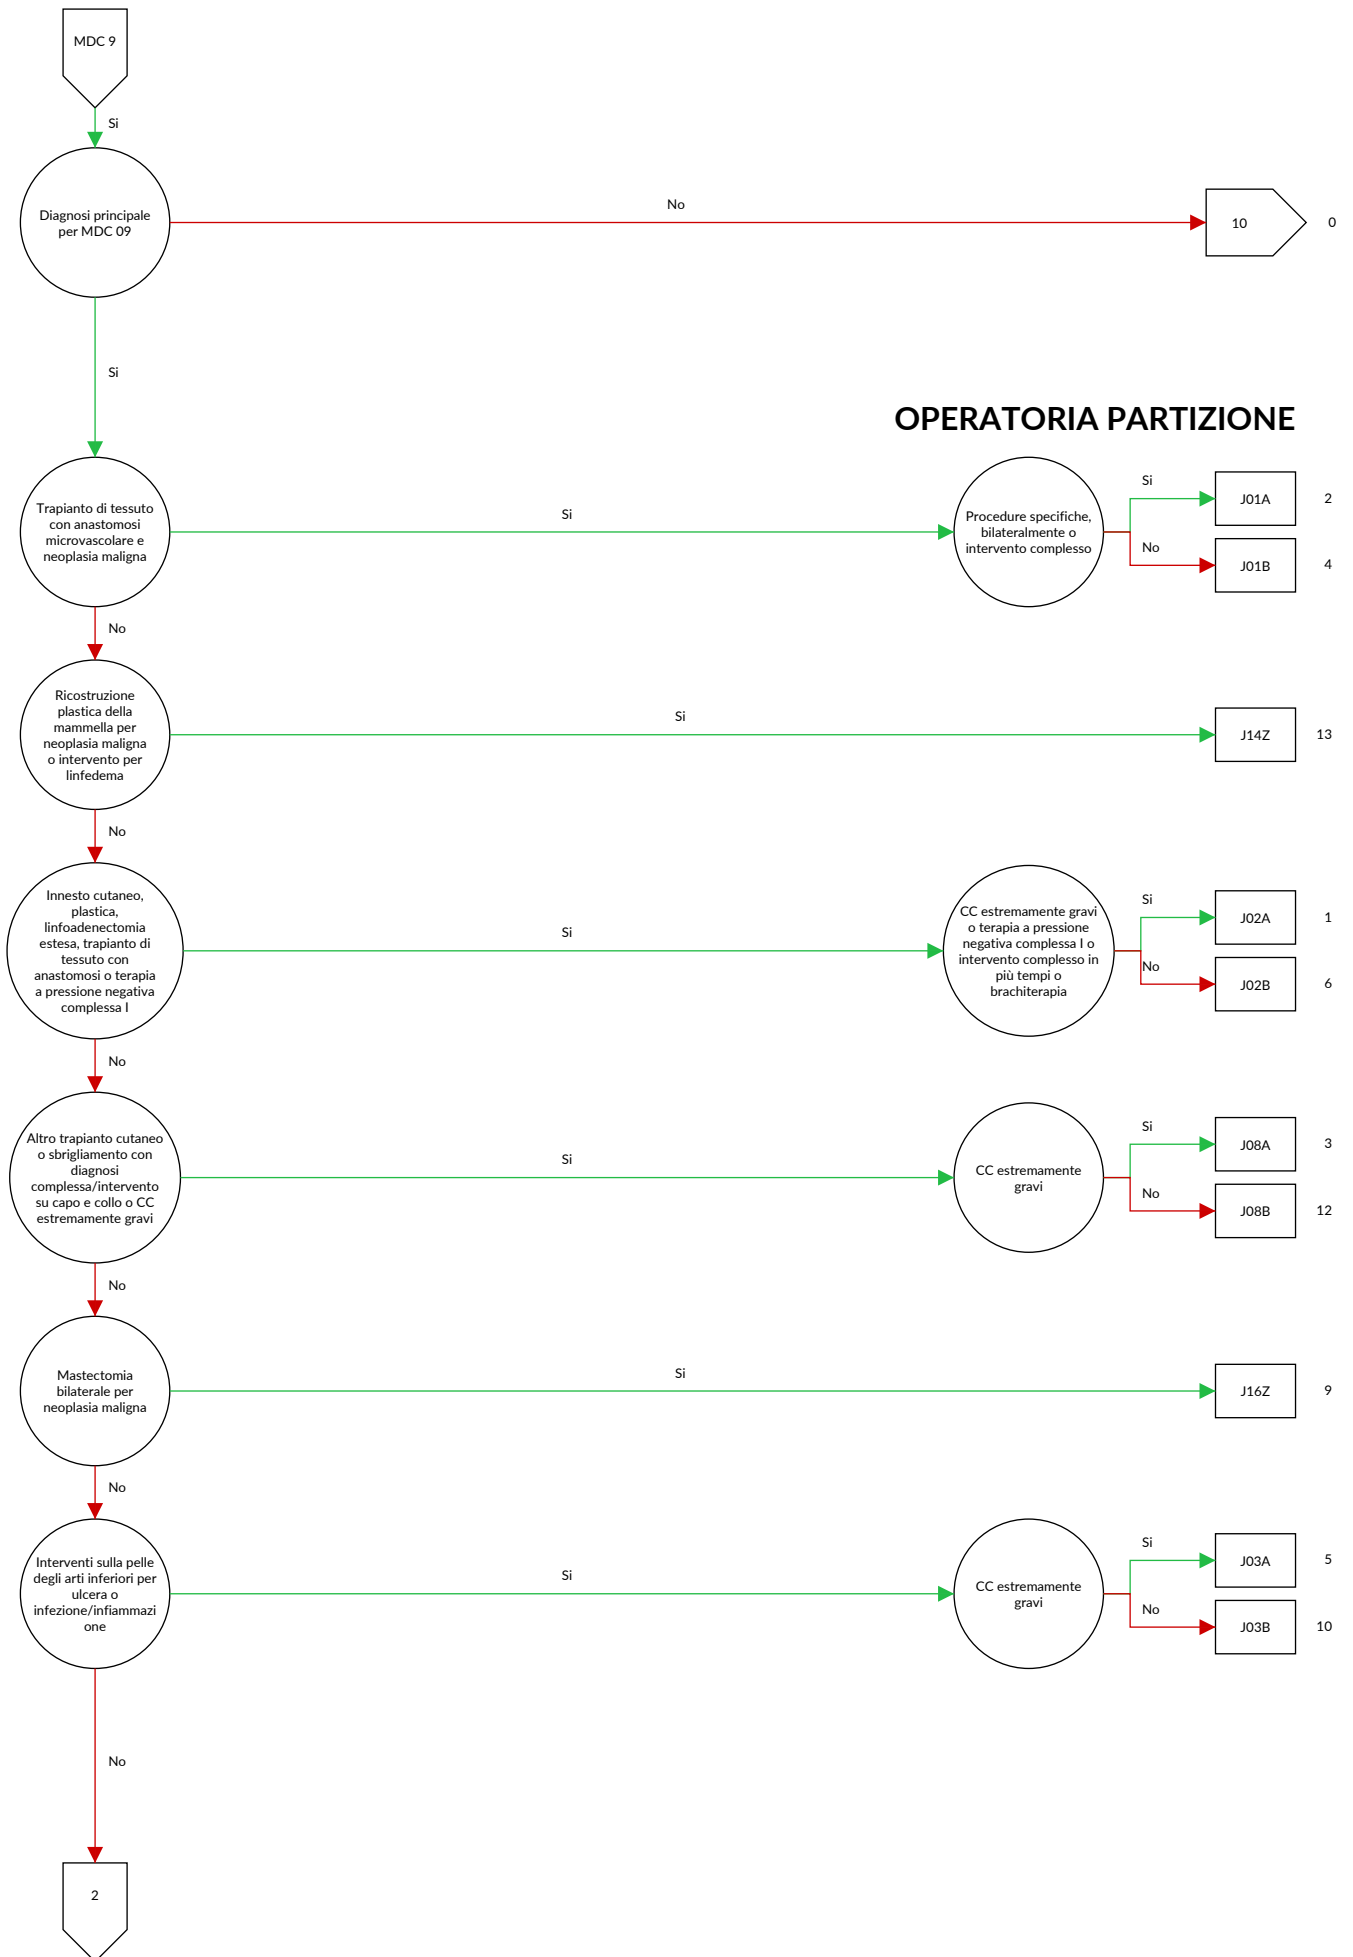 MDC 9
Si
Diagnosi principale
per MDC 09
No
10
0
Si
OPERATORIA PARTIZIONE
Trapianto di tessuto
con anastomosi
microvascolare e
neoplasia maligna
Si
Procedure specifiche,
bilateralmente o
intervento complesso
Si
J01A
2
No
J01B
4
No
Ricostruzione
plastica della
mammella per
neoplasia maligna
o intervento per
linfedema
Si
J14Z
13
No
Innesto cutaneo,
plastica,
linfoadenectomia
estesa, trapianto di
tessuto con
anastomosi o terapia
a pressione negativa
complessa I
Si
CC estremamente gravi
o terapia a pressione
negativa complessa I o
intervento complesso in
più tempi o
brachiterapia
Si
J02A
1
No
J02B
6
No
Altro trapianto cutaneo
o sbrigliamento con
diagnosi
complessa/intervento
su capo e collo o CC
estremamente gravi
Si
CC estremamente
gravi
Si
J08A
3
No
J08B
12
No
Mastectomia
bilaterale per
neoplasia maligna
Si
J16Z
9
No
Interventi sulla pelle
degli arti inferiori per
ulcera o
infezione/infiammazi
one
Si
CC estremamente
gravi
Si
J03A
5
No
J03B
10
No
2